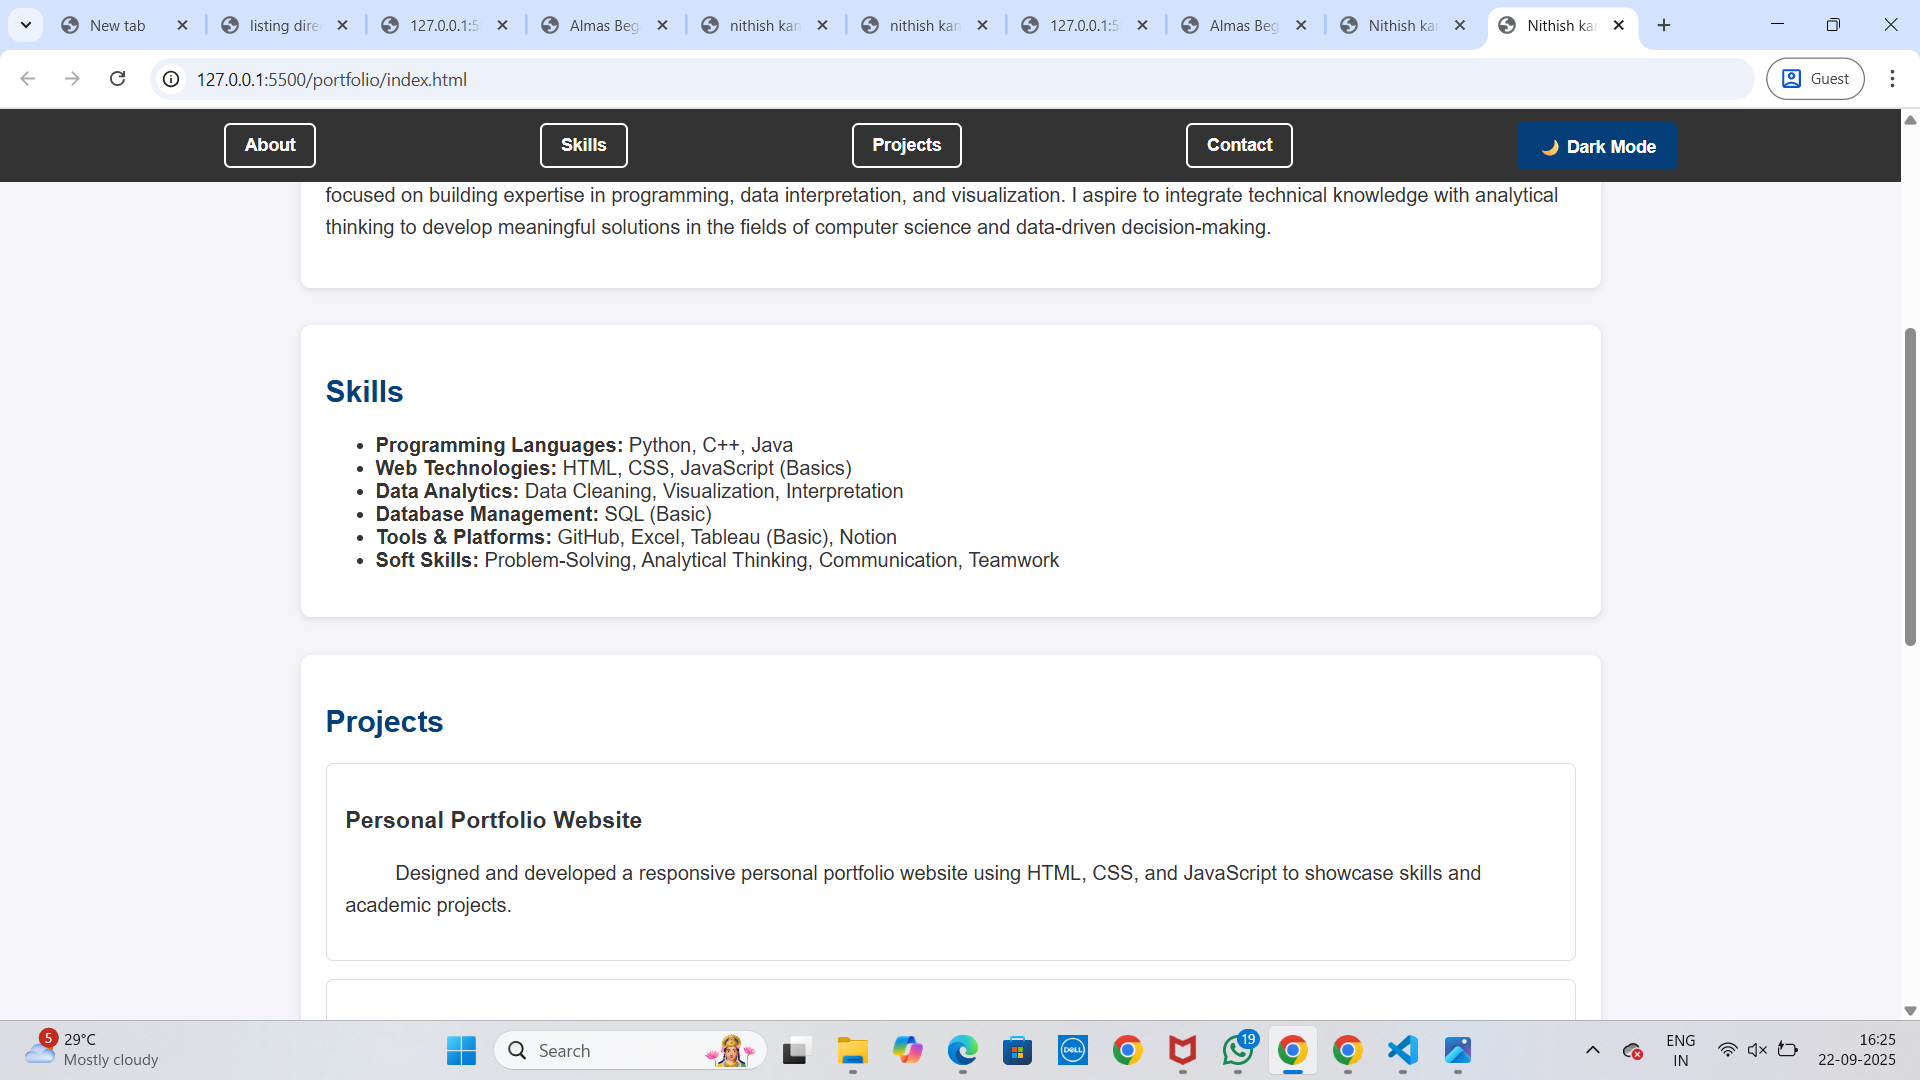 New tab
listing dire
127.0.0.1:5
Almas Beg
nithish kan
nithish kan
127.0.0.1:5
Almas Beg
Nithish ka
Nithish ka
127.0.0.1:5500/portfolio/index.html
Guest
About
Skills
Projects
Contact
🌙 Dark Mode
focused on building expertise in programming, data interpretation, and visualization. I aspire to integrate technical knowledge with analytical
thinking to develop meaningful solutions in the fields of computer science and data-driven decision-making.
Skills
• Programming Languages: Python, C++, Java
• Web Technologies: HTML, CSS, JavaScript (Basics)
• Data Analytics: Data Cleaning, Visualization, Interpretation
• Database Management: SQL (Basic)
• Tools & Platforms: GitHub, Excel, Tableau (Basic), Notion
• Soft Skills: Problem-Solving, Analytical Thinking, Communication, Teamwork
Projects
Personal Portfolio Website
Designed and developed a responsive personal portfolio website using HTML, CSS, and JavaScript to showcase skills and
academic projects.
5
29°C
Mostly cloudy
Search
DELL
19
ENG
IN
16:25
22-09-2025